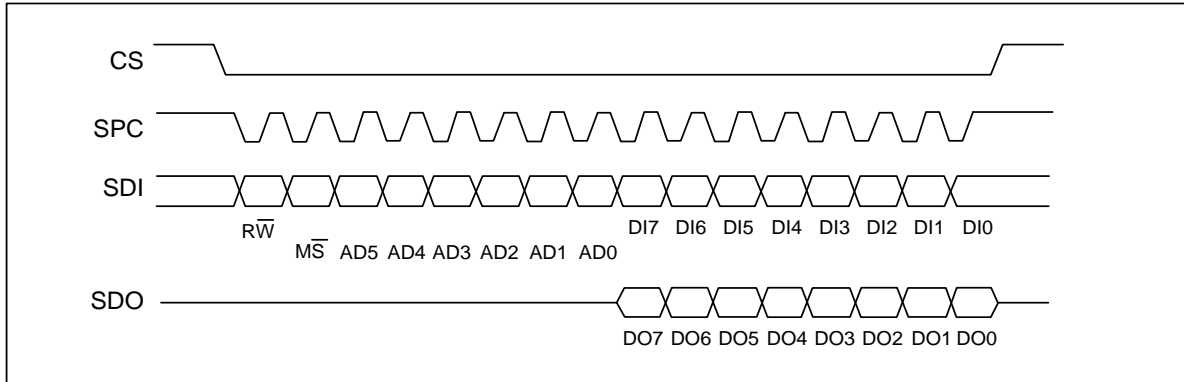 CS
SPC
SDI
RW̅ DI7 DI6 DI5 DI4 DI3 DI2 DI1 DI0
MS̅ AD5 AD4 AD3 AD2 AD1 AD0
SDO
DO7 DO6 DO5 DO4 DO3 DO2 DO1 DO0